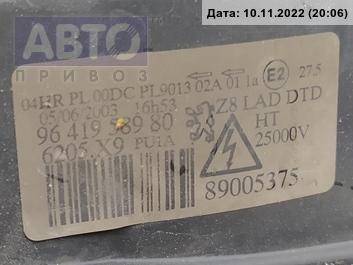 Дата: 10.11.2022 (20:06)
АВТО
ПРИВОЗ
04HR PL 00DC PL9013 02A 01 1a E2 27.5
05/06/2003 16h53
Z8 LAD DTD
96 419 389 80
HT
6205.X9 PU1A
25000V
89005375